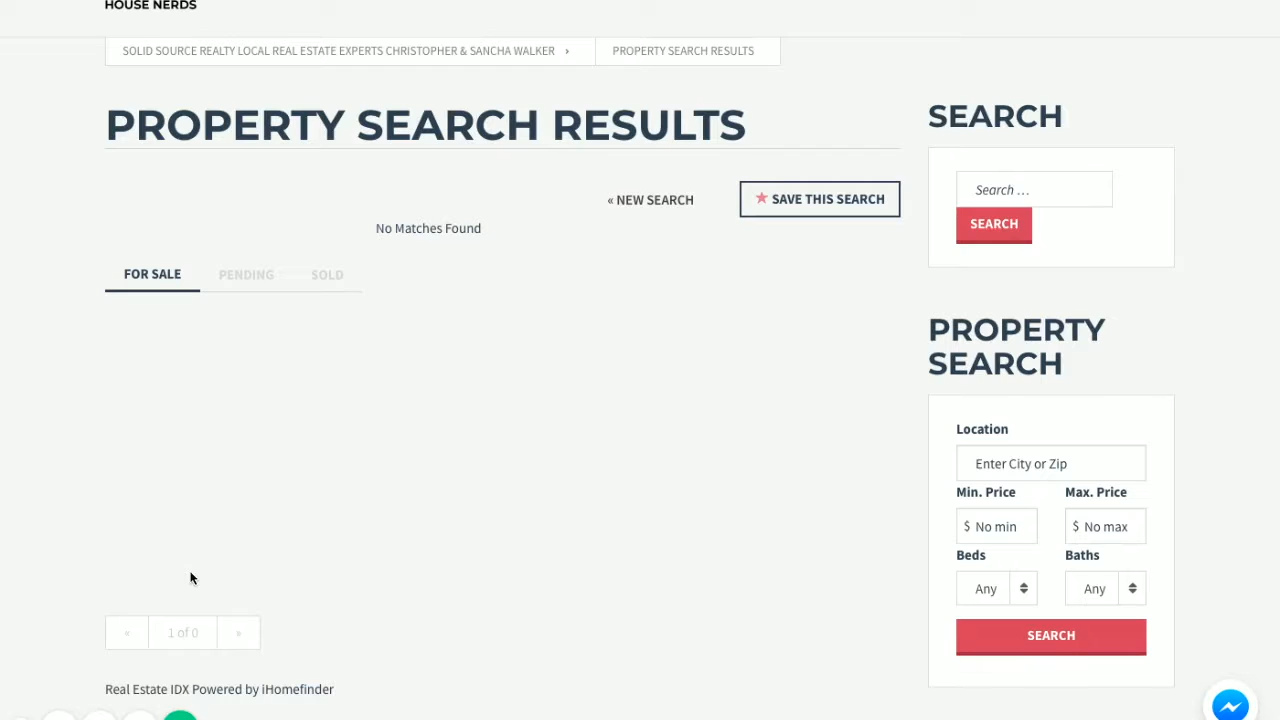 HOUSE NERDS
SOLID SOURCE REALTY LOCAL REAL ESTATE EXPERTS CHRISTOPHER & SANCHA WALKER › PROPERTY SEARCH RESULTS
PROPERTY SEARCH RESULTS
« NEW SEARCH
★ SAVE THIS SEARCH
No Matches Found
FOR SALE PENDING SOLD
« 1 of 0 »
Real Estate IDX Powered by iHomefinder
SEARCH
Search …
SEARCH
PROPERTY
SEARCH
Location
Enter City or Zip
Min. Price Max. Price
$ No min $ No max
Beds Baths
Any Any
SEARCH